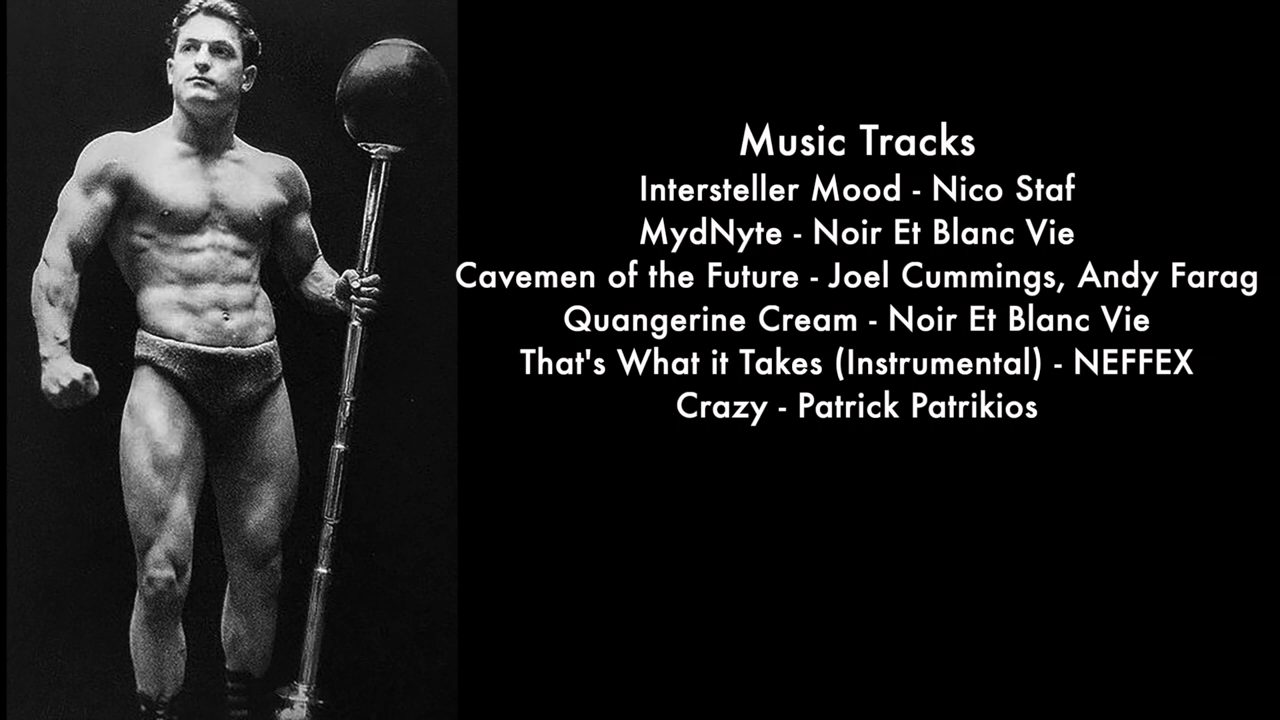 Music Tracks
Intersteller Mood - Nico Staf
MydNyte - Noir Et Blanc Vie
Cavemen of the Future - Joel Cummings, Andy Farag
Quangerine Cream - Noir Et Blanc Vie
That's What it Takes (Instrumental) - NEFFEX
Crazy - Patrick Patrikios